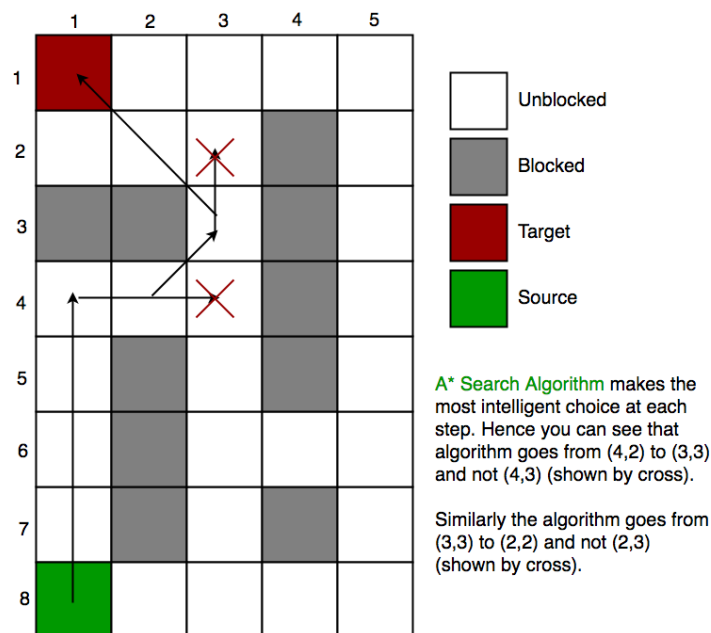 1 2 3 4 5
1
2
3
4
5
6
7
8
Unblocked
Blocked
Target
Source
A* Search Algorithm makes the
most intelligent choice at each
step. Hence you can see that
algorithm goes from (4,2) to (3,3)
and not (4,3) (shown by cross).
Similarly the algorithm goes from
(3,3) to (2,2) and not (2,3)
(shown by cross).